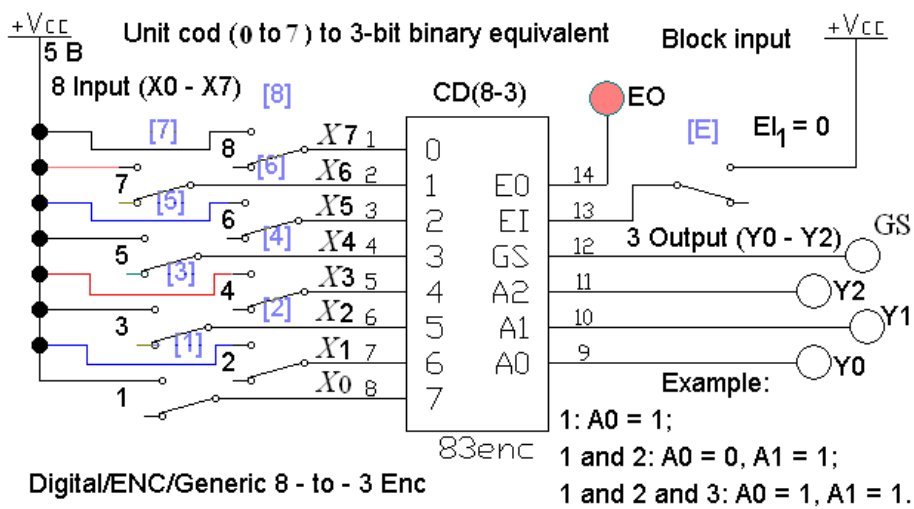 +Vcc
Unit cod (0 to 7 ) to 3-bit binary equivalent
Block input
+Vcc
5 B
8 Input (X0 - X7)
[8]
CD(8-3)
EO
[7]
8
X7 1
0
[E]
EI1 = 0
[6]
7
X6 2
1
EO
14
[5]
6
X5 3
2
EI
13
GS
[4]
5
X4 4
3
GS
12
3 Output (Y0 - Y2)
[3]
4
X3 5
4
A2
11
Y2
[2]
3
X2 6
5
A1
10
Y1
[1]
2
X1 7
6
A0
9
Y0
1
X0 8
7
Example:
1: A0 = 1;
83enc
1 and 2: A0 = 0, A1 = 1;
Digital/ENC/Generic 8 - to - 3 Enc
1 and 2 and 3: A0 = 1, A1 = 1.